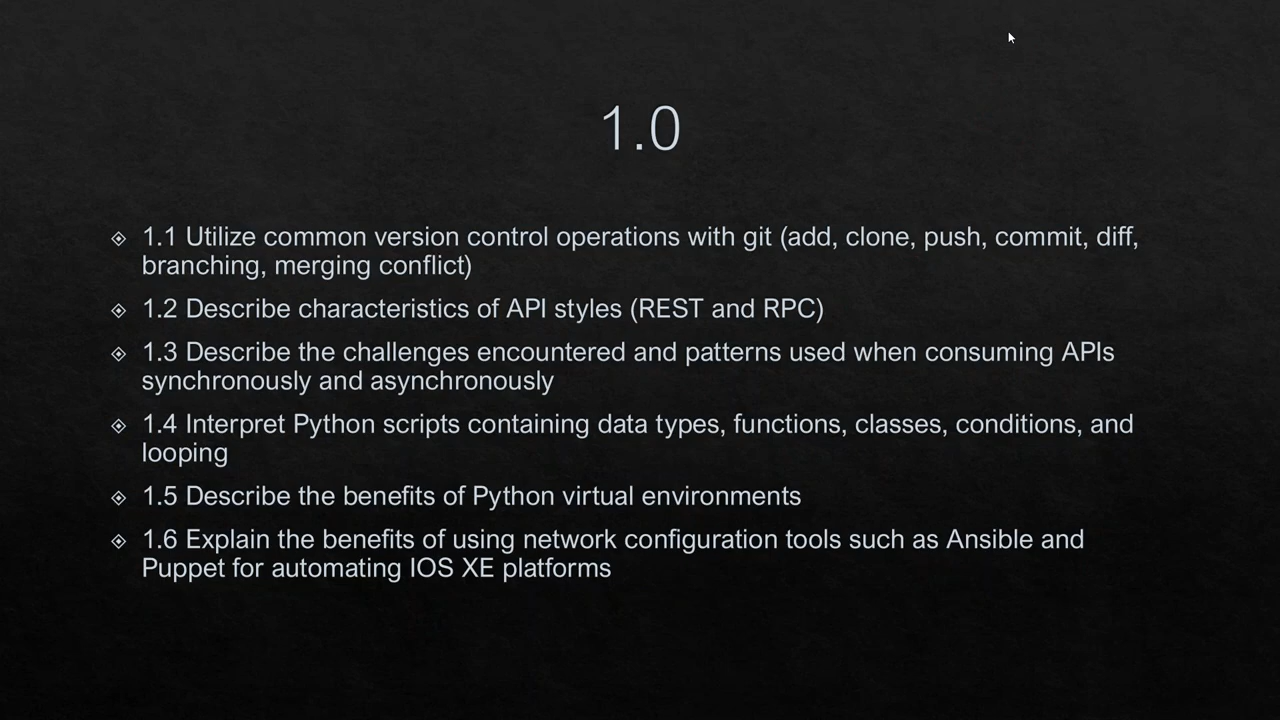 1.0
1.1 Utilize common version control operations with git (add, clone, push, commit, diff,
branching, merging conflict)
1.2 Describe characteristics of API styles (REST and RPC)
1.3 Describe the challenges encountered and patterns used when consuming APIs
synchronously and asynchronously
1.4 Interpret Python scripts containing data types, functions, classes, conditions, and
looping
1.5 Describe the benefits of Python virtual environments
1.6 Explain the benefits of using network configuration tools such as Ansible and
Puppet for automating IOS XE platforms